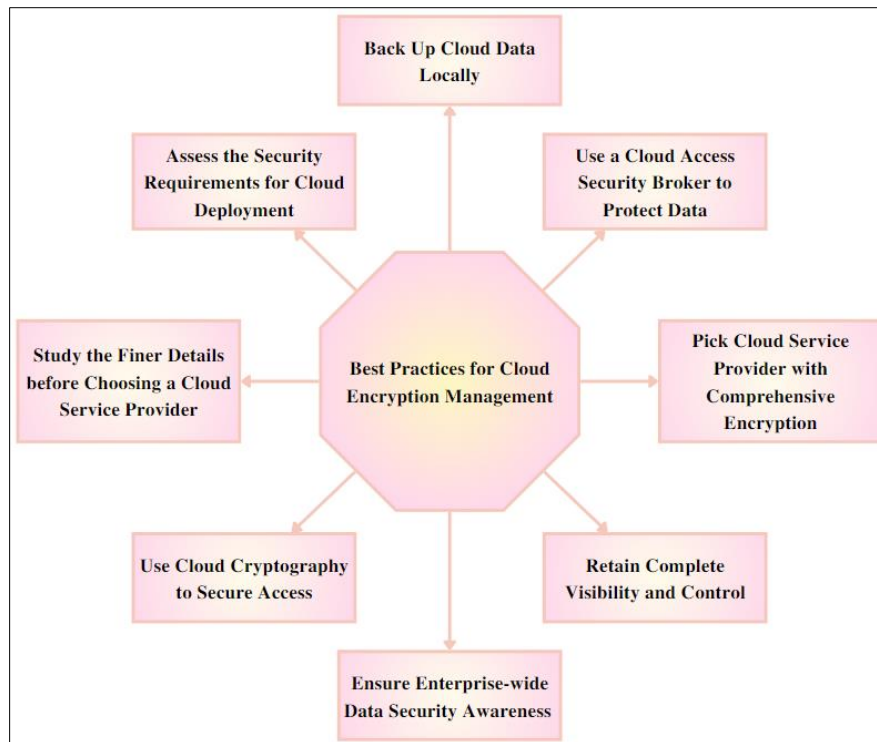 Back Up Cloud Data
Locally
Assess the Security
Requirements for Cloud
Deployment
Use a Cloud Access
Security Broker to
Protect Data
Study the Finer Details
before Choosing a Cloud
Service Provider
Best Practices for Cloud
Encryption Management
Pick Cloud Service
Provider with
Comprehensive
Encryption
Use Cloud Cryptography
to Secure Access
Retain Complete
Visibility and Control
Ensure Enterprise-wide
Data Security Awareness